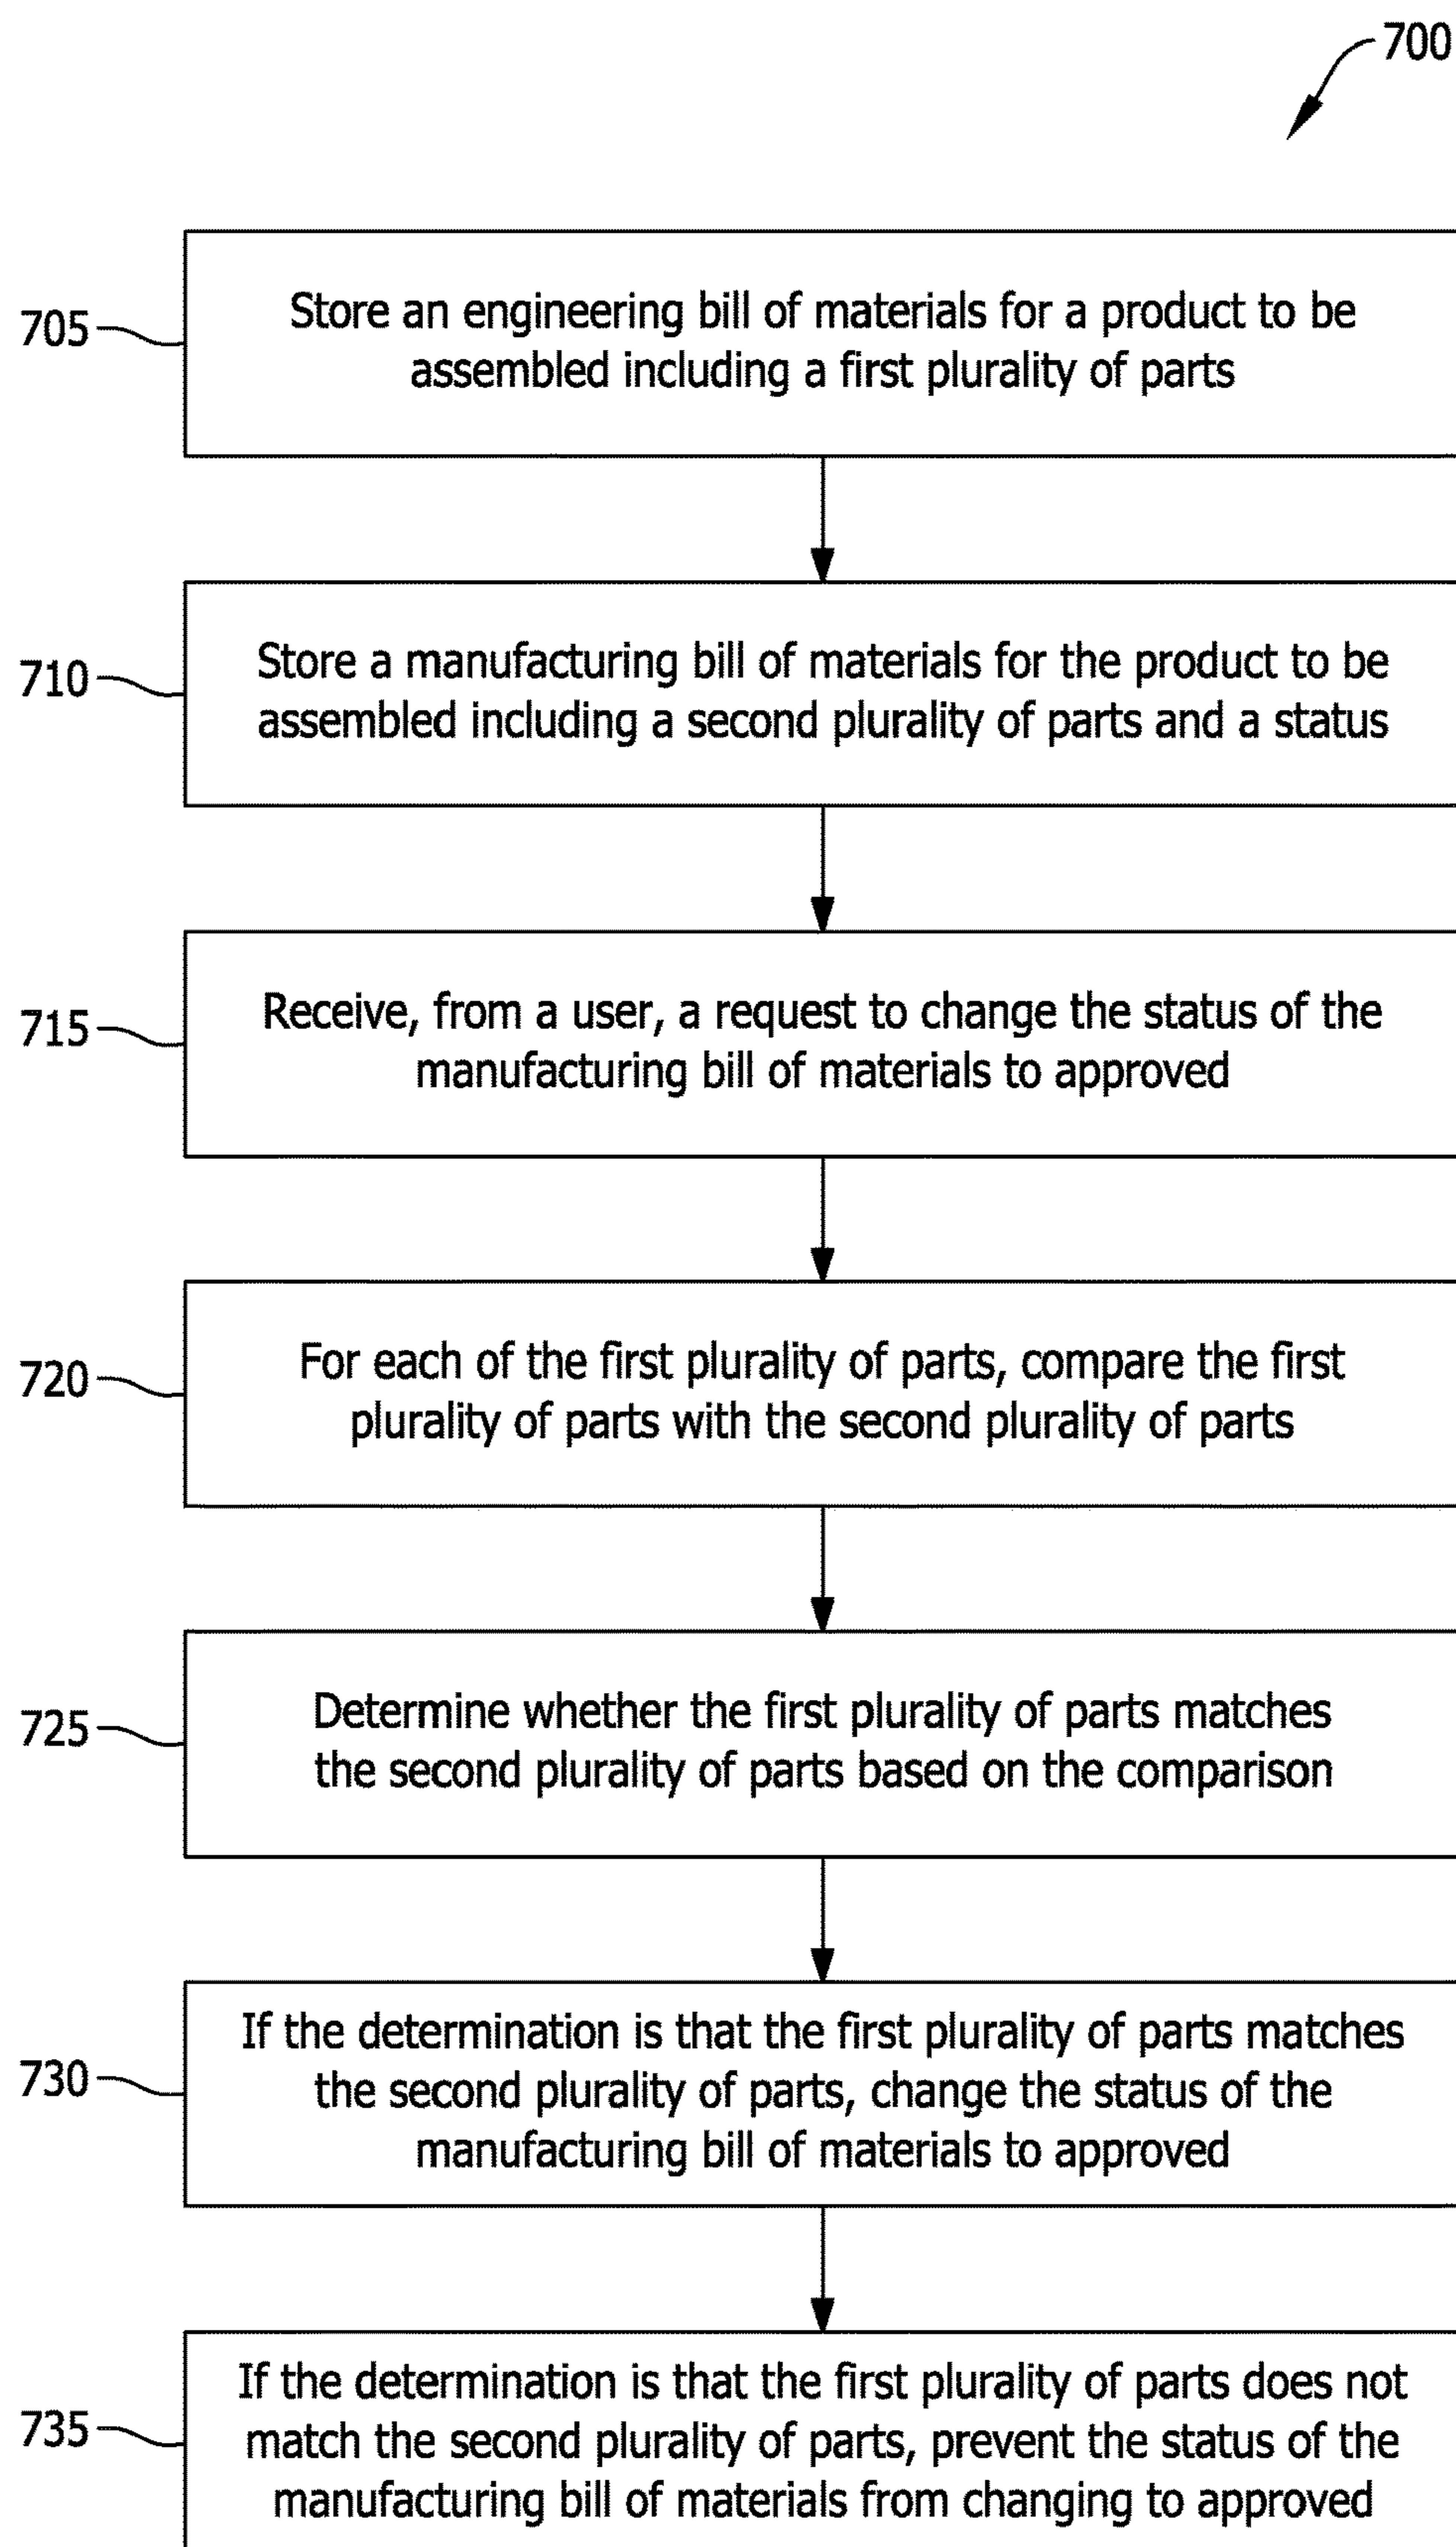 700
705
Store an engineering bill of materials for a product to be
assembled including a first plurality of parts
710
Store a manufacturing bill of materials for the product to be
assembled including a second plurality of parts and a status
715
Receive, from a user, a request to change the status of the
manufacturing bill of materials to approved
720
For each of the first plurality of parts, compare the first
plurality of parts with the second plurality of parts
725
Determine whether the first plurality of parts matches
the second plurality of parts based on the comparison
730
If the determination is that the first plurality of parts matches
the second plurality of parts, change the status of the
manufacturing bill of materials to approved
735
If the determination is that the first plurality of parts does not
match the second plurality of parts, prevent the status of the
manufacturing bill of materials from changing to approved